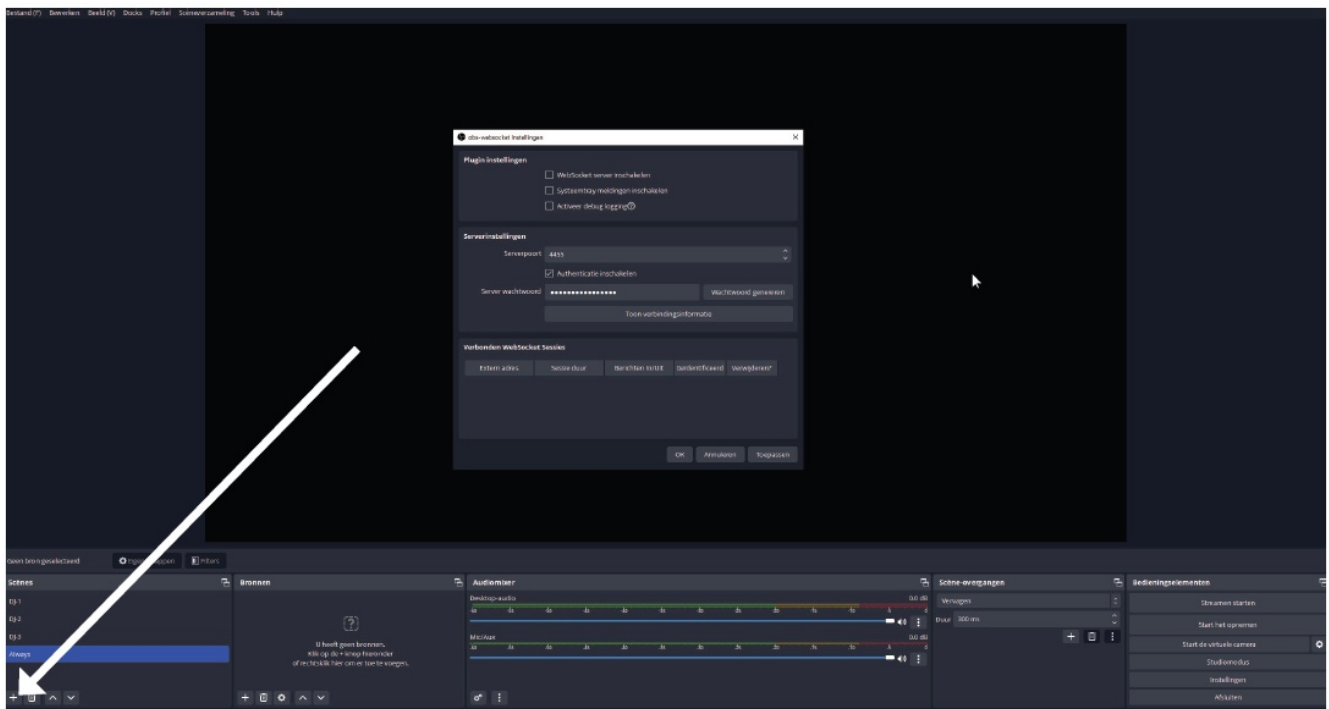 Bestand (F) Bewerken Beeld (V) Docks Profiel Scèneverzameling Tools Hulp
obs-websocket Instellingen
Plugin instellingen
WebSocket server inschakelen
Systeemtray meldingen inschakelen
Activeer debug logging
Serverinstellingen
Serverpoort 4455
Authenticatie inschakelen
Server wachtwoord •••••••••••••••• Wachtwoord genereren
Toon verbindingsinformatie
Verbonden WebSocket Sessies
Extern adres Sessie duur Berichten In/Uit Geïdentificeerd Verwijderen?
OK Annuleren Toepassen
Geen bron geselecteerd Filters
Scènes
DJ-1
DJ-2
DJ-3
Always
Bronnen
U heeft geen bronnen.
Klik op de + knop hieronder
of rechtsklik hier om er toe te voegen.
Audiomixer
Desktop-audio 0.0 dB
Mic/Aux 0.0 dB
Scène-overgangen
Vervagen
Duur 300 ms
Bedieningselementen
Streamen starten
Start het opnemen
Start de virtuele camera
Studiomodus
Instellingen
Afsluiten